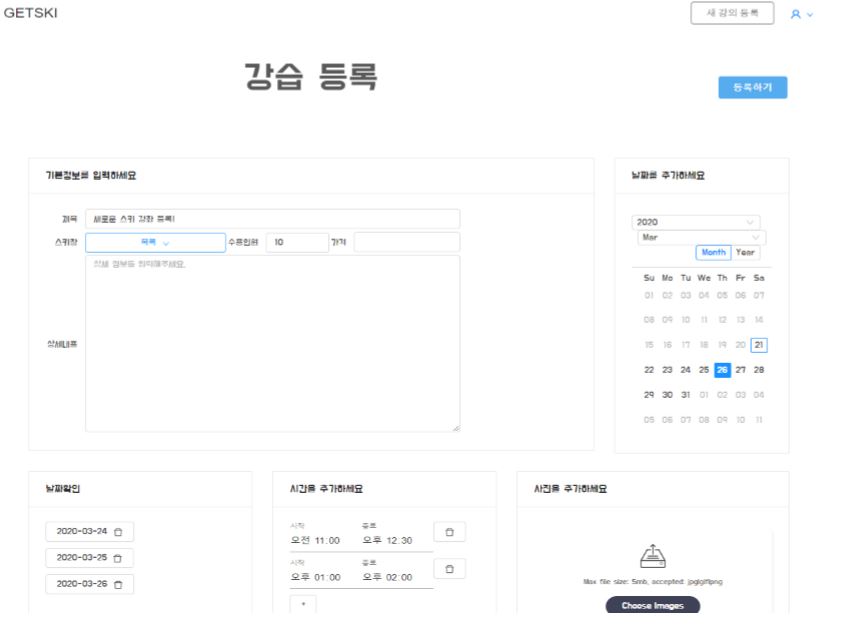 GETSKI
새 강의 등록
강습 등록
등록하기
기본정보를 입력하세요
제목 새로운 스키 강좌 등록!
스키장 목록 수용인원 10 가격
상세 정보를 입력해주세요.
상세내용
날짜를 추가하세요
2020
Mar
Month Year
Su Mo Tu We Th Fr Sa
01 02 03 04 05 06 07
08 09 10 11 12 13 14
15 16 17 18 19 20 21
22 23 24 25 26 27 28
29 30 31 01 02 03 04
05 06 07 08 09 10 11
날짜확인
2020-03-24
2020-03-25
2020-03-26
시간을 추가하세요
시작 종료
오전 11:00 오후 12:30
시작 종료
오후 01:00 오후 02:00
사진을 추가하세요
Max file size: 5mb, accepted: jpg|gif|png
Choose Images